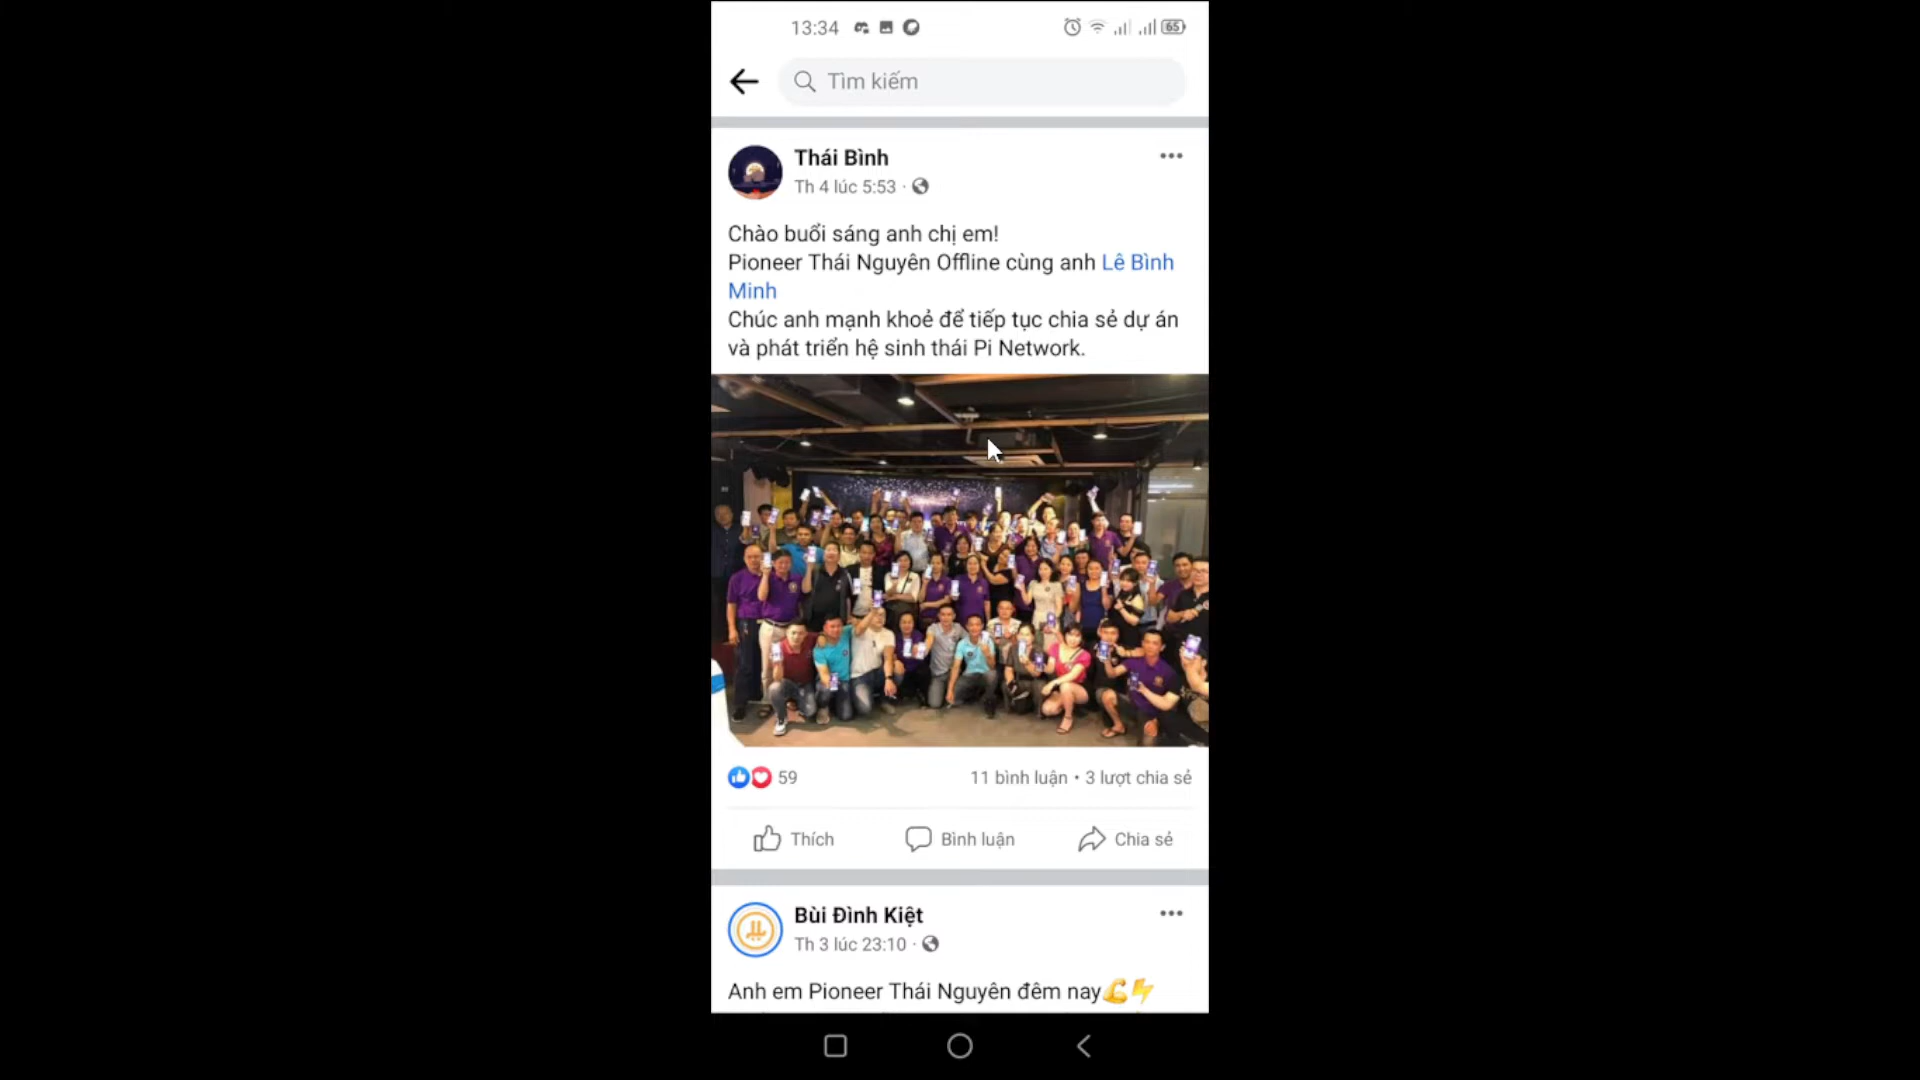 13:34
65
Tìm kiếm
Thái Bình
Th 4 lúc 5:53 ·
Chào buổi sáng anh chị em!
Pioneer Thái Nguyên Offline cùng anh Lê Bình
Minh
Chúc anh mạnh khoẻ để tiếp tục chia sẻ dự án
và phát triển hệ sinh thái Pi Network.
59
11 bình luận • 3 lượt chia sẻ
Thích
Bình luận
Chia sẻ
Bùi Đình Kiệt
Th 3 lúc 23:10 ·
Anh em Pioneer Thái Nguyên đêm nay💪⚡